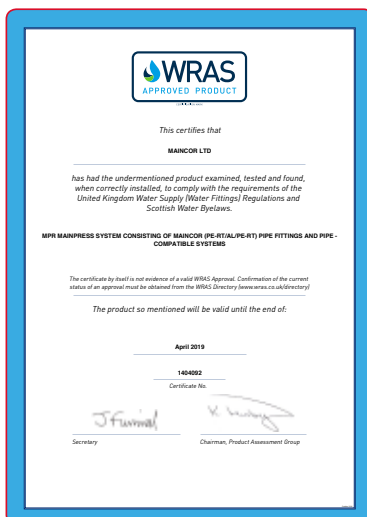 WRAS
APPROVED PRODUCT
This certifies that
MAINCOR LTD
has had the undermentioned product examined, tested and found,
when correctly installed, to comply with the requirements of the
United Kingdom Water Supply (Water Fittings) Regulations and
Scottish Water Byelaws.
MPR MAINPRESS SYSTEM CONSISTING OF MAINCOR (PE-RT/AL/PE-RT) PIPE FITTINGS AND PIPE -
COMPATIBLE SYSTEMS
The certificate by itself is not evidence of a valid WRAS Approval. Confirmation of the current
status of an approval must be obtained from the WRAS Directory (www.wras.co.uk/directory)
The product so mentioned will be valid until the end of:
April 2019
1404092
Certificate No.
J Furnival
Secretary
Chairman, Product Assessment Group